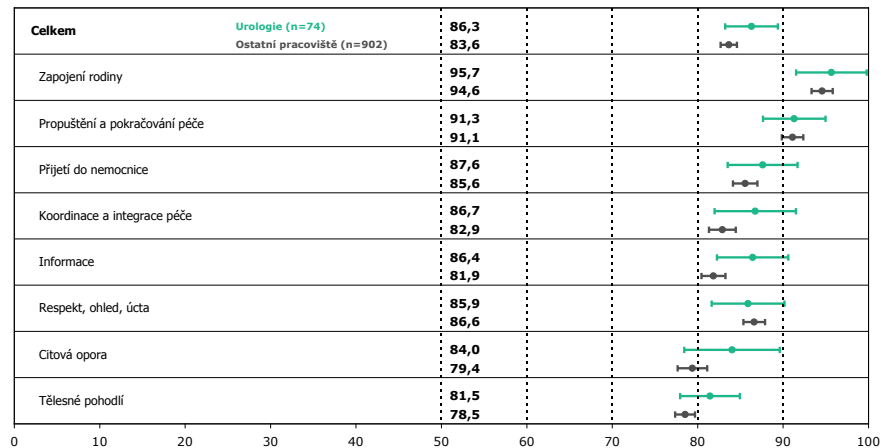 Celkem Urologie (n=74) 86,3
Ostatní pracoviště (n=902) 83,6
Zapojení rodiny 95,7
94,6
Propuštění a pokračování péče 91,3
91,1
Přijetí do nemocnice 87,6
85,6
Koordinace a integrace péče 86,7
82,9
Informace 86,4
81,9
Respekt, ohled, úcta 85,9
86,6
Citová opora 84,0
79,4
Tělesné pohodlí 81,5
78,5
0 10 20 30 40 50 60 70 80 90 100